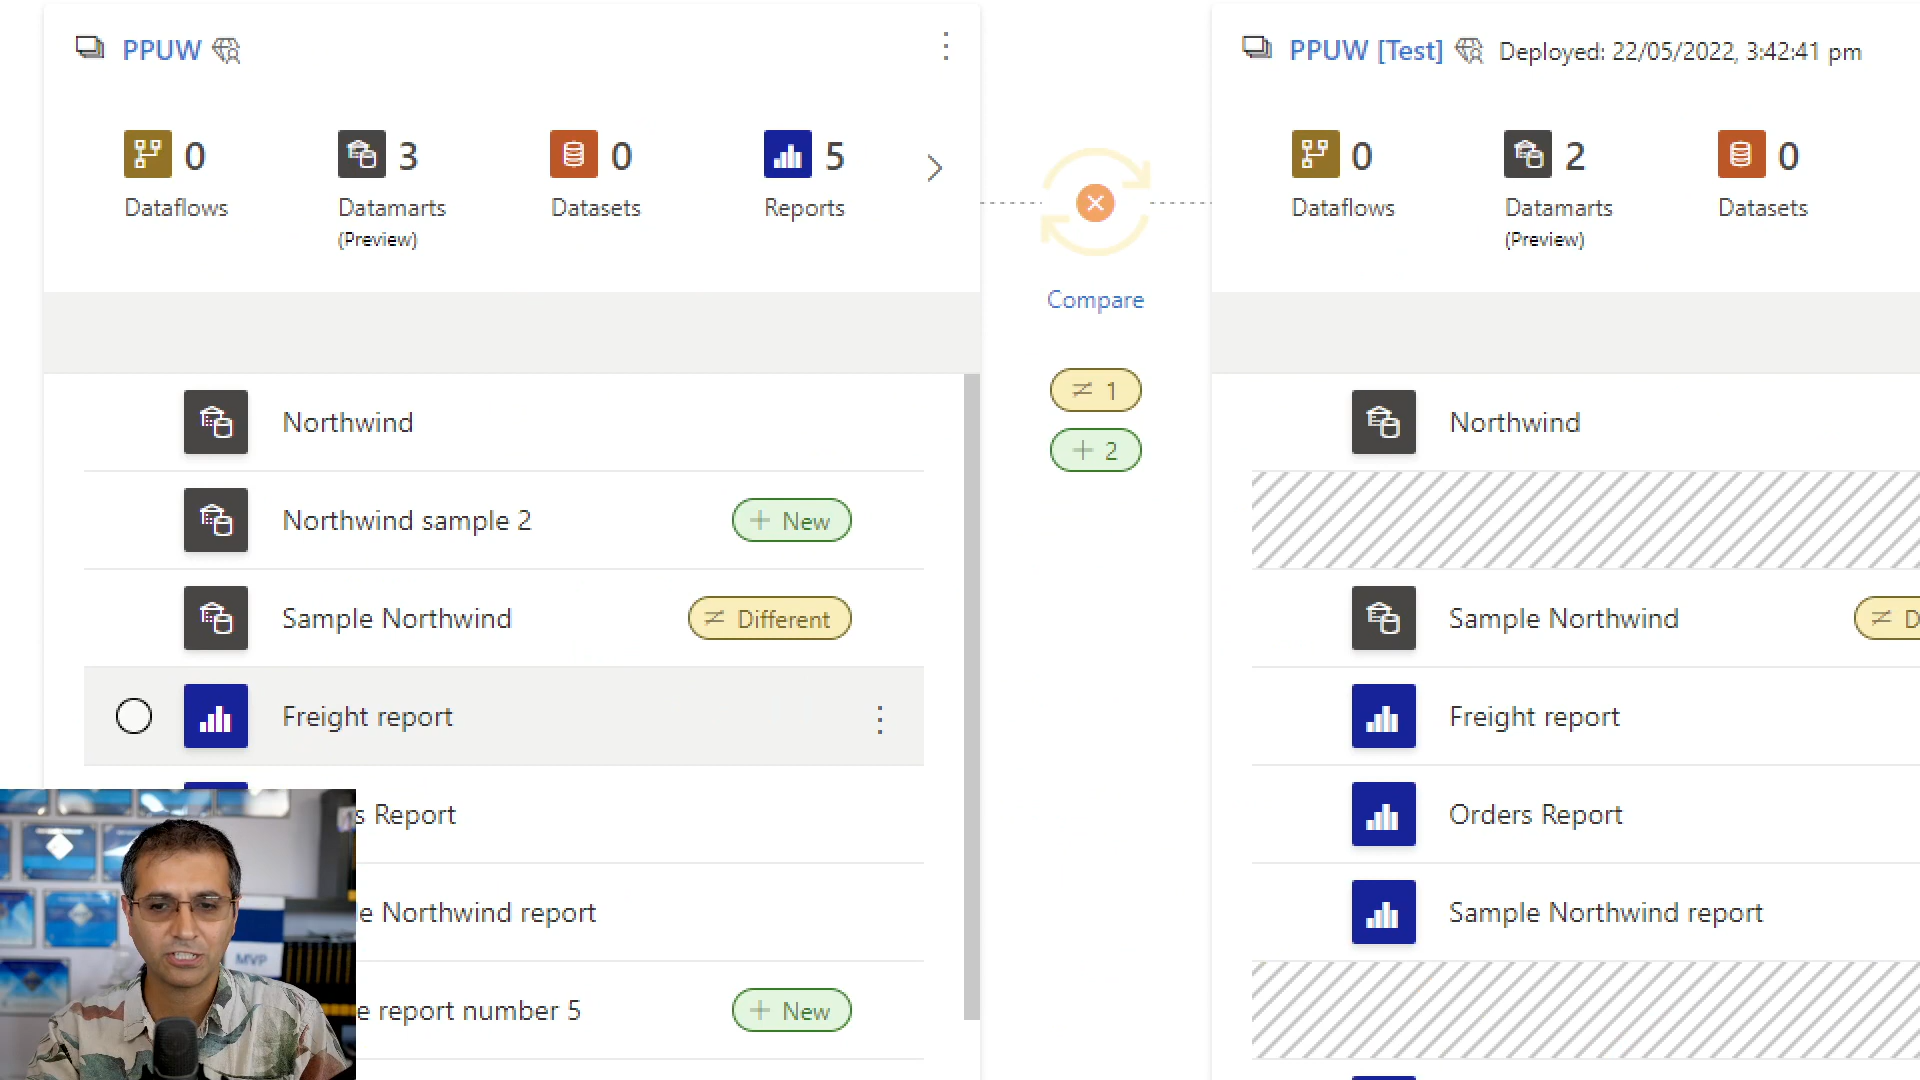 PPUW
0
3
0
5
Dataflows
Datamarts
Datasets
Reports
(Preview)
Northwind
Northwind sample 2
+ New
Sample Northwind
≠ Different
Freight report
s Report
e Northwind report
e report number 5
+ New
Compare
≠ 1
+ 2
PPUW [Test] Deployed: 22/05/2022, 3:42:41 pm
0
2
0
Dataflows
Datamarts
Datasets
(Preview)
Northwind
Sample Northwind
≠ D
Freight report
Orders Report
Sample Northwind report
MVP